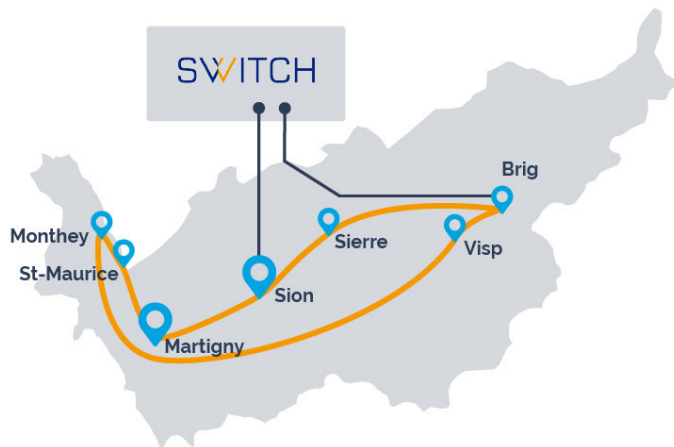 SWITCH
Brig
Monthey
Sierre
Visp
St-Maurice
Sion
Martigny